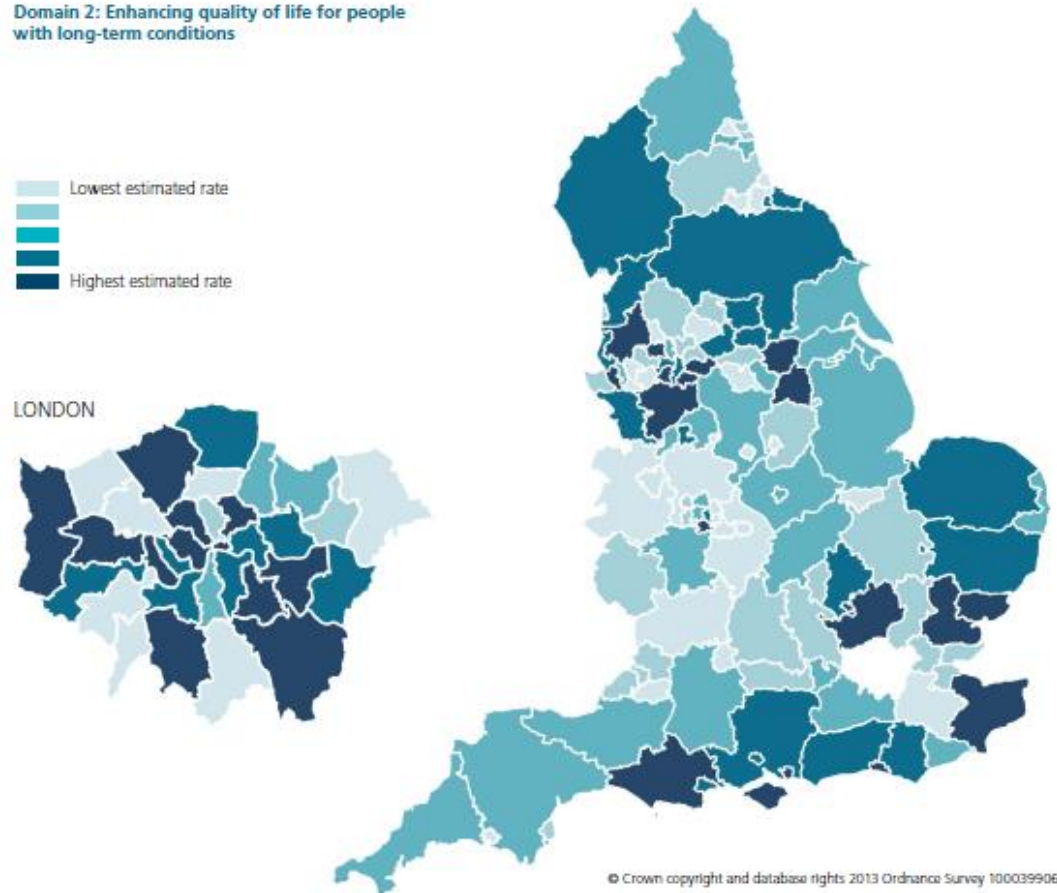 Domain 2: Enhancing quality of life for people
with long-term conditions
Lowest estimated rate
Highest estimated rate
LONDON
© Crown copyright and database rights 2013 Ordnance Survey 100039906